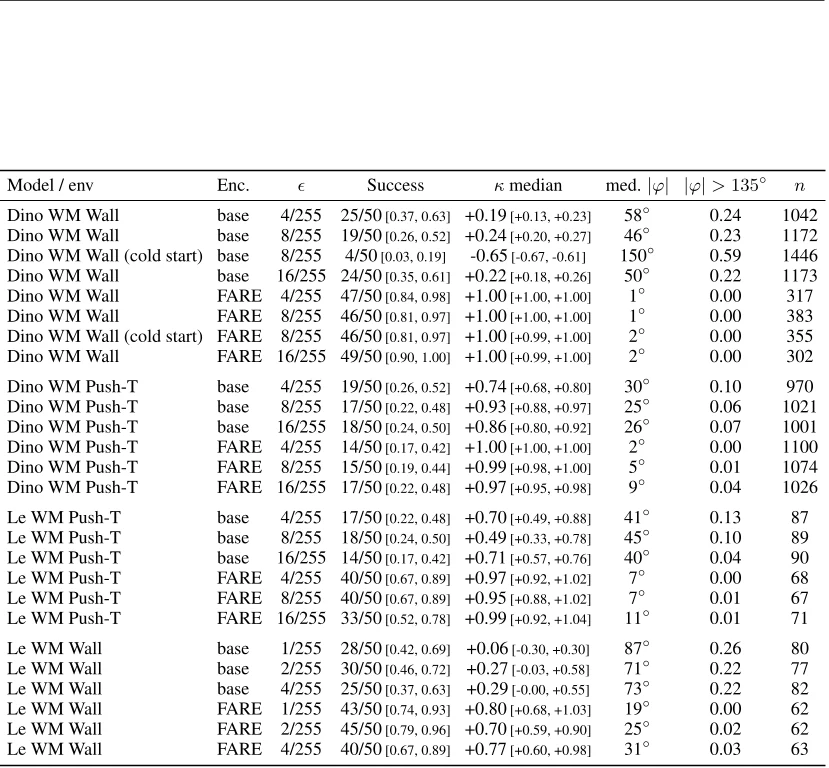 Model / env Enc. ϵ Success κ median med. |φ| |φ| > 135° n
Dino WM Wall base 4/255 25/50 [0.37, 0.63] +0.19 [+0.13, +0.23] 58° 0.24 1042
Dino WM Wall base 8/255 19/50 [0.26, 0.52] +0.24 [+0.20, +0.27] 46° 0.23 1172
Dino WM Wall (cold start) base 8/255 4/50 [0.03, 0.19] -0.65 [-0.67, -0.61] 150° 0.59 1446
Dino WM Wall base 16/255 24/50 [0.35, 0.61] +0.22 [+0.18, +0.26] 50° 0.22 1173
Dino WM Wall FARE 4/255 47/50 [0.84, 0.98] +1.00 [+1.00, +1.00] 1° 0.00 317
Dino WM Wall FARE 8/255 46/50 [0.81, 0.97] +1.00 [+1.00, +1.00] 1° 0.00 383
Dino WM Wall (cold start) FARE 8/255 46/50 [0.81, 0.97] +1.00 [+0.99, +1.00] 2° 0.00 355
Dino WM Wall FARE 16/255 49/50 [0.90, 1.00] +1.00 [+0.99, +1.00] 2° 0.00 302
Dino WM Push-T base 4/255 19/50 [0.26, 0.52] +0.74 [+0.68, +0.80] 30° 0.10 970
Dino WM Push-T base 8/255 17/50 [0.22, 0.48] +0.93 [+0.88, +0.97] 25° 0.06 1021
Dino WM Push-T base 16/255 18/50 [0.24, 0.50] +0.86 [+0.80, +0.92] 26° 0.07 1001
Dino WM Push-T FARE 4/255 14/50 [0.17, 0.42] +1.00 [+1.00, +1.00] 2° 0.00 1100
Dino WM Push-T FARE 8/255 15/50 [0.19, 0.44] +0.99 [+0.98, +1.00] 5° 0.01 1074
Dino WM Push-T FARE 16/255 17/50 [0.22, 0.48] +0.97 [+0.95, +0.98] 9° 0.04 1026
Le WM Push-T base 4/255 17/50 [0.22, 0.48] +0.70 [+0.49, +0.88] 41° 0.13 87
Le WM Push-T base 8/255 18/50 [0.24, 0.50] +0.49 [+0.33, +0.78] 45° 0.10 89
Le WM Push-T base 16/255 14/50 [0.17, 0.42] +0.71 [+0.57, +0.76] 40° 0.04 90
Le WM Push-T FARE 4/255 40/50 [0.67, 0.89] +0.97 [+0.92, +1.02] 7° 0.00 68
Le WM Push-T FARE 8/255 40/50 [0.67, 0.89] +0.95 [+0.88, +1.02] 7° 0.01 67
Le WM Push-T FARE 16/255 33/50 [0.52, 0.78] +0.99 [+0.92, +1.04] 11° 0.01 71
Le WM Wall base 1/255 28/50 [0.42, 0.69] +0.06 [-0.30, +0.30] 87° 0.26 80
Le WM Wall base 2/255 30/50 [0.46, 0.72] +0.27 [-0.03, +0.58] 71° 0.22 77
Le WM Wall base 4/255 25/50 [0.37, 0.63] +0.29 [-0.00, +0.55] 73° 0.22 82
Le WM Wall FARE 1/255 43/50 [0.74, 0.93] +0.80 [+0.68, +1.03] 19° 0.00 62
Le WM Wall FARE 2/255 45/50 [0.79, 0.96] +0.70 [+0.59, +0.90] 25° 0.02 62
Le WM Wall FARE 4/255 40/50 [0.67, 0.89] +0.77 [+0.60, +0.98] 31° 0.03 63